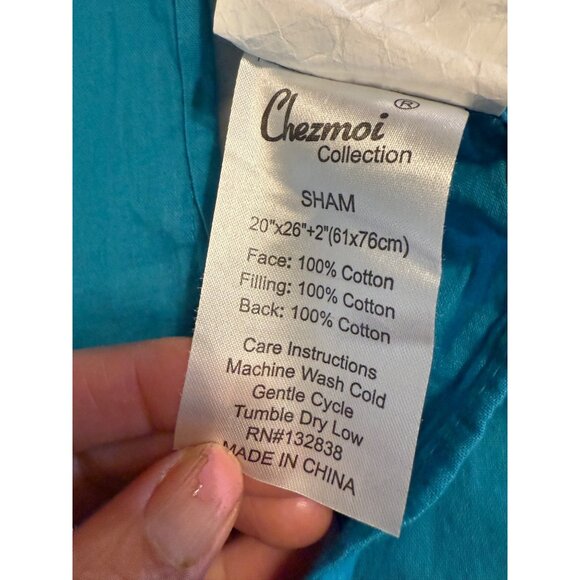 Chezmoi ®
Collection
SHAM
20"x26"+2"(61x76cm)
Face: 100% Cotton
Filling: 100% Cotton
Back: 100% Cotton
Care Instructions
Machine Wash Cold
Gentle Cycle
Tumble Dry Low
RN#132838
MADE IN CHINA